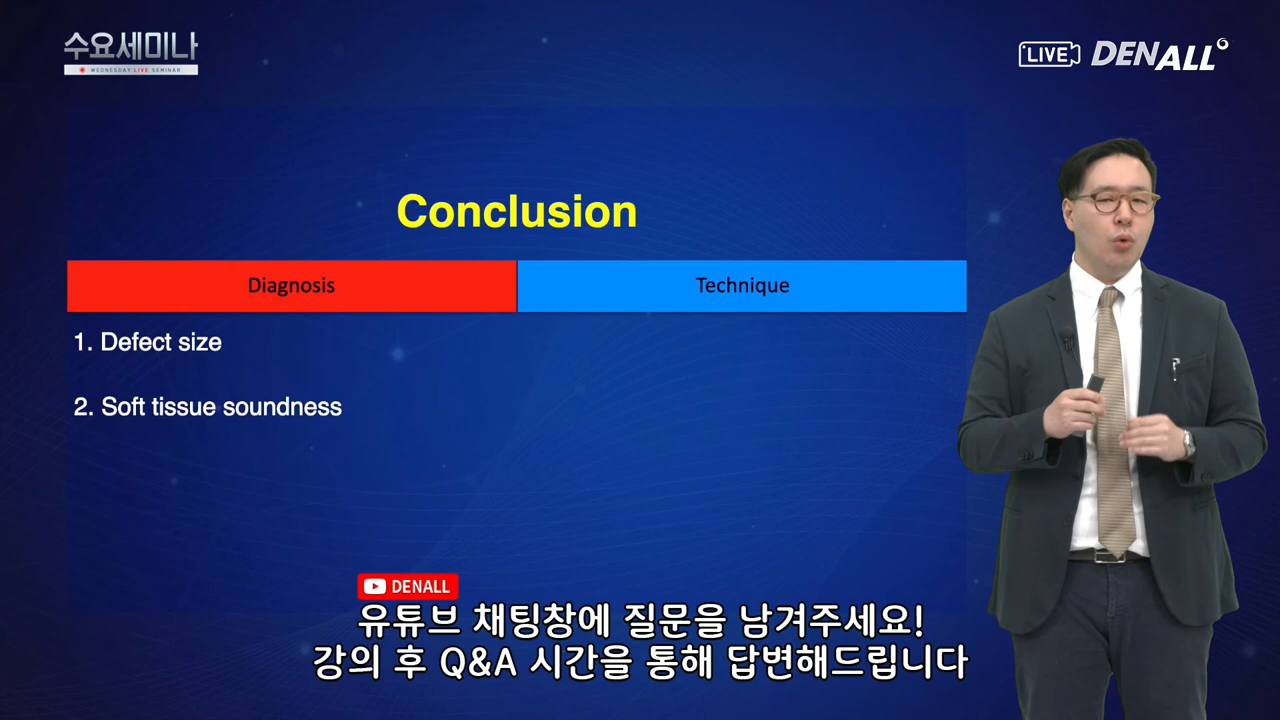 수요세미나
WEDNESDAY LIVE SEMINAR
LIVE
DENALL
Conclusion
Diagnosis
Technique
1. Defect size
2. Soft tissue soundness
DENALL
유튜브 채팅창에 질문을 남겨주세요!
강의 후 Q&A 시간을 통해 답변해드립니다